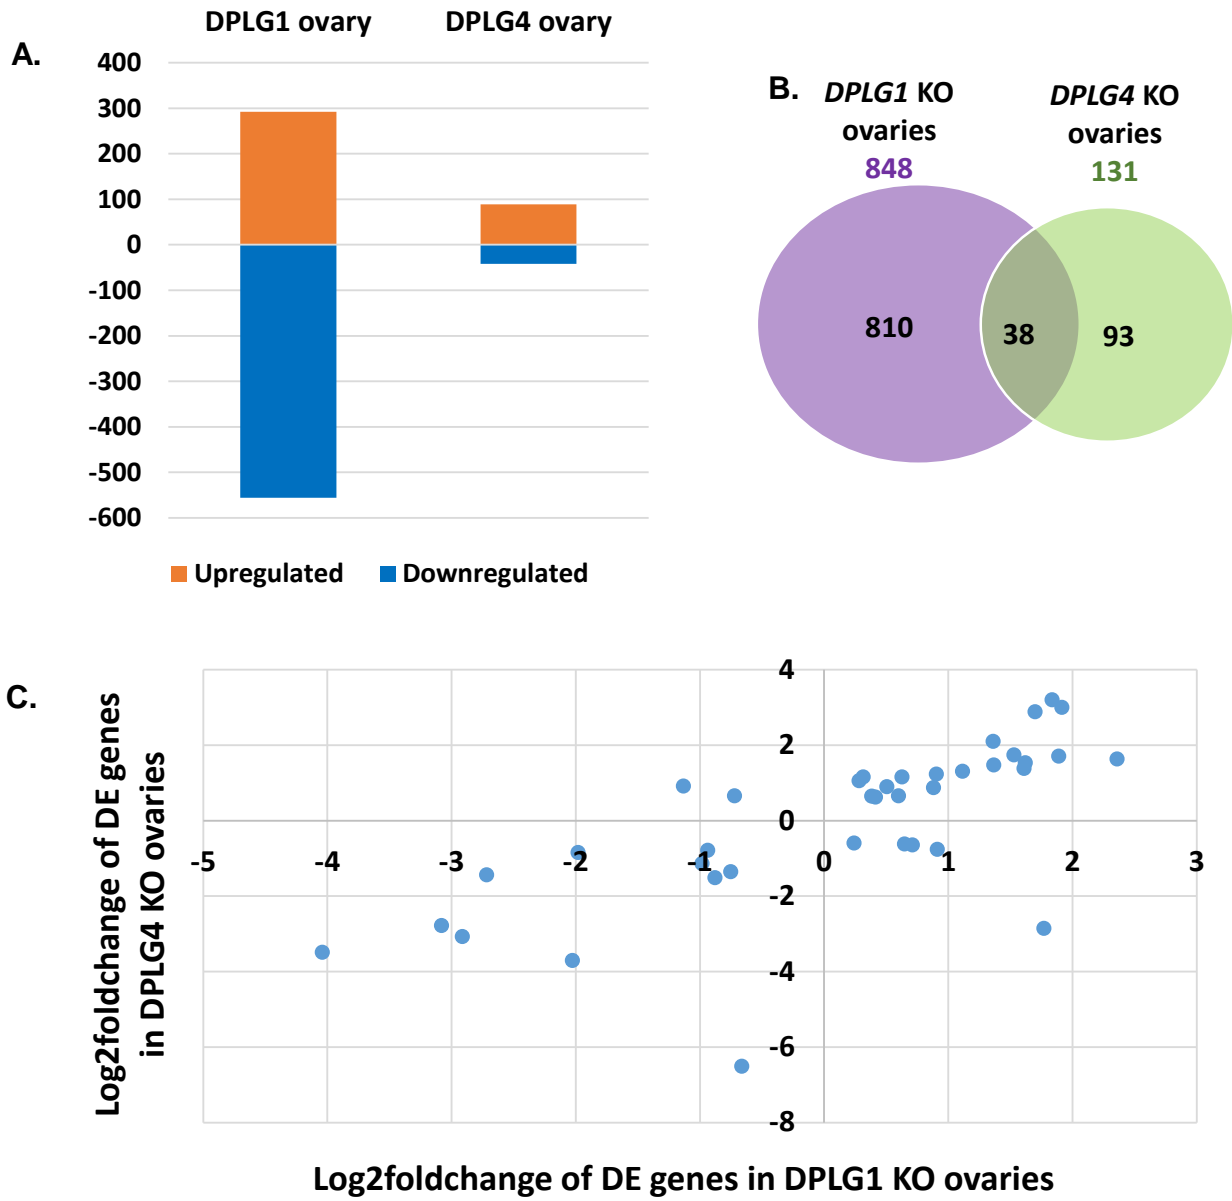 A.
DPLG1 ovary
DPLG4 ovary
400
300
200
100
0
-100
-200
-300
-400
-500
-600
Upregulated
Downregulated
B.
DPLG1 KO
ovaries
848
DPLG4 KO
ovaries
131
810
38
93
C.
Log2foldchange of DE genes
in DPLG4 KO ovaries
4
2
0
-2
-4
-6
-8
-5
-4
-3
-2
-1
0
1
2
3
Log2foldchange of DE genes in DPLG1 KO ovaries